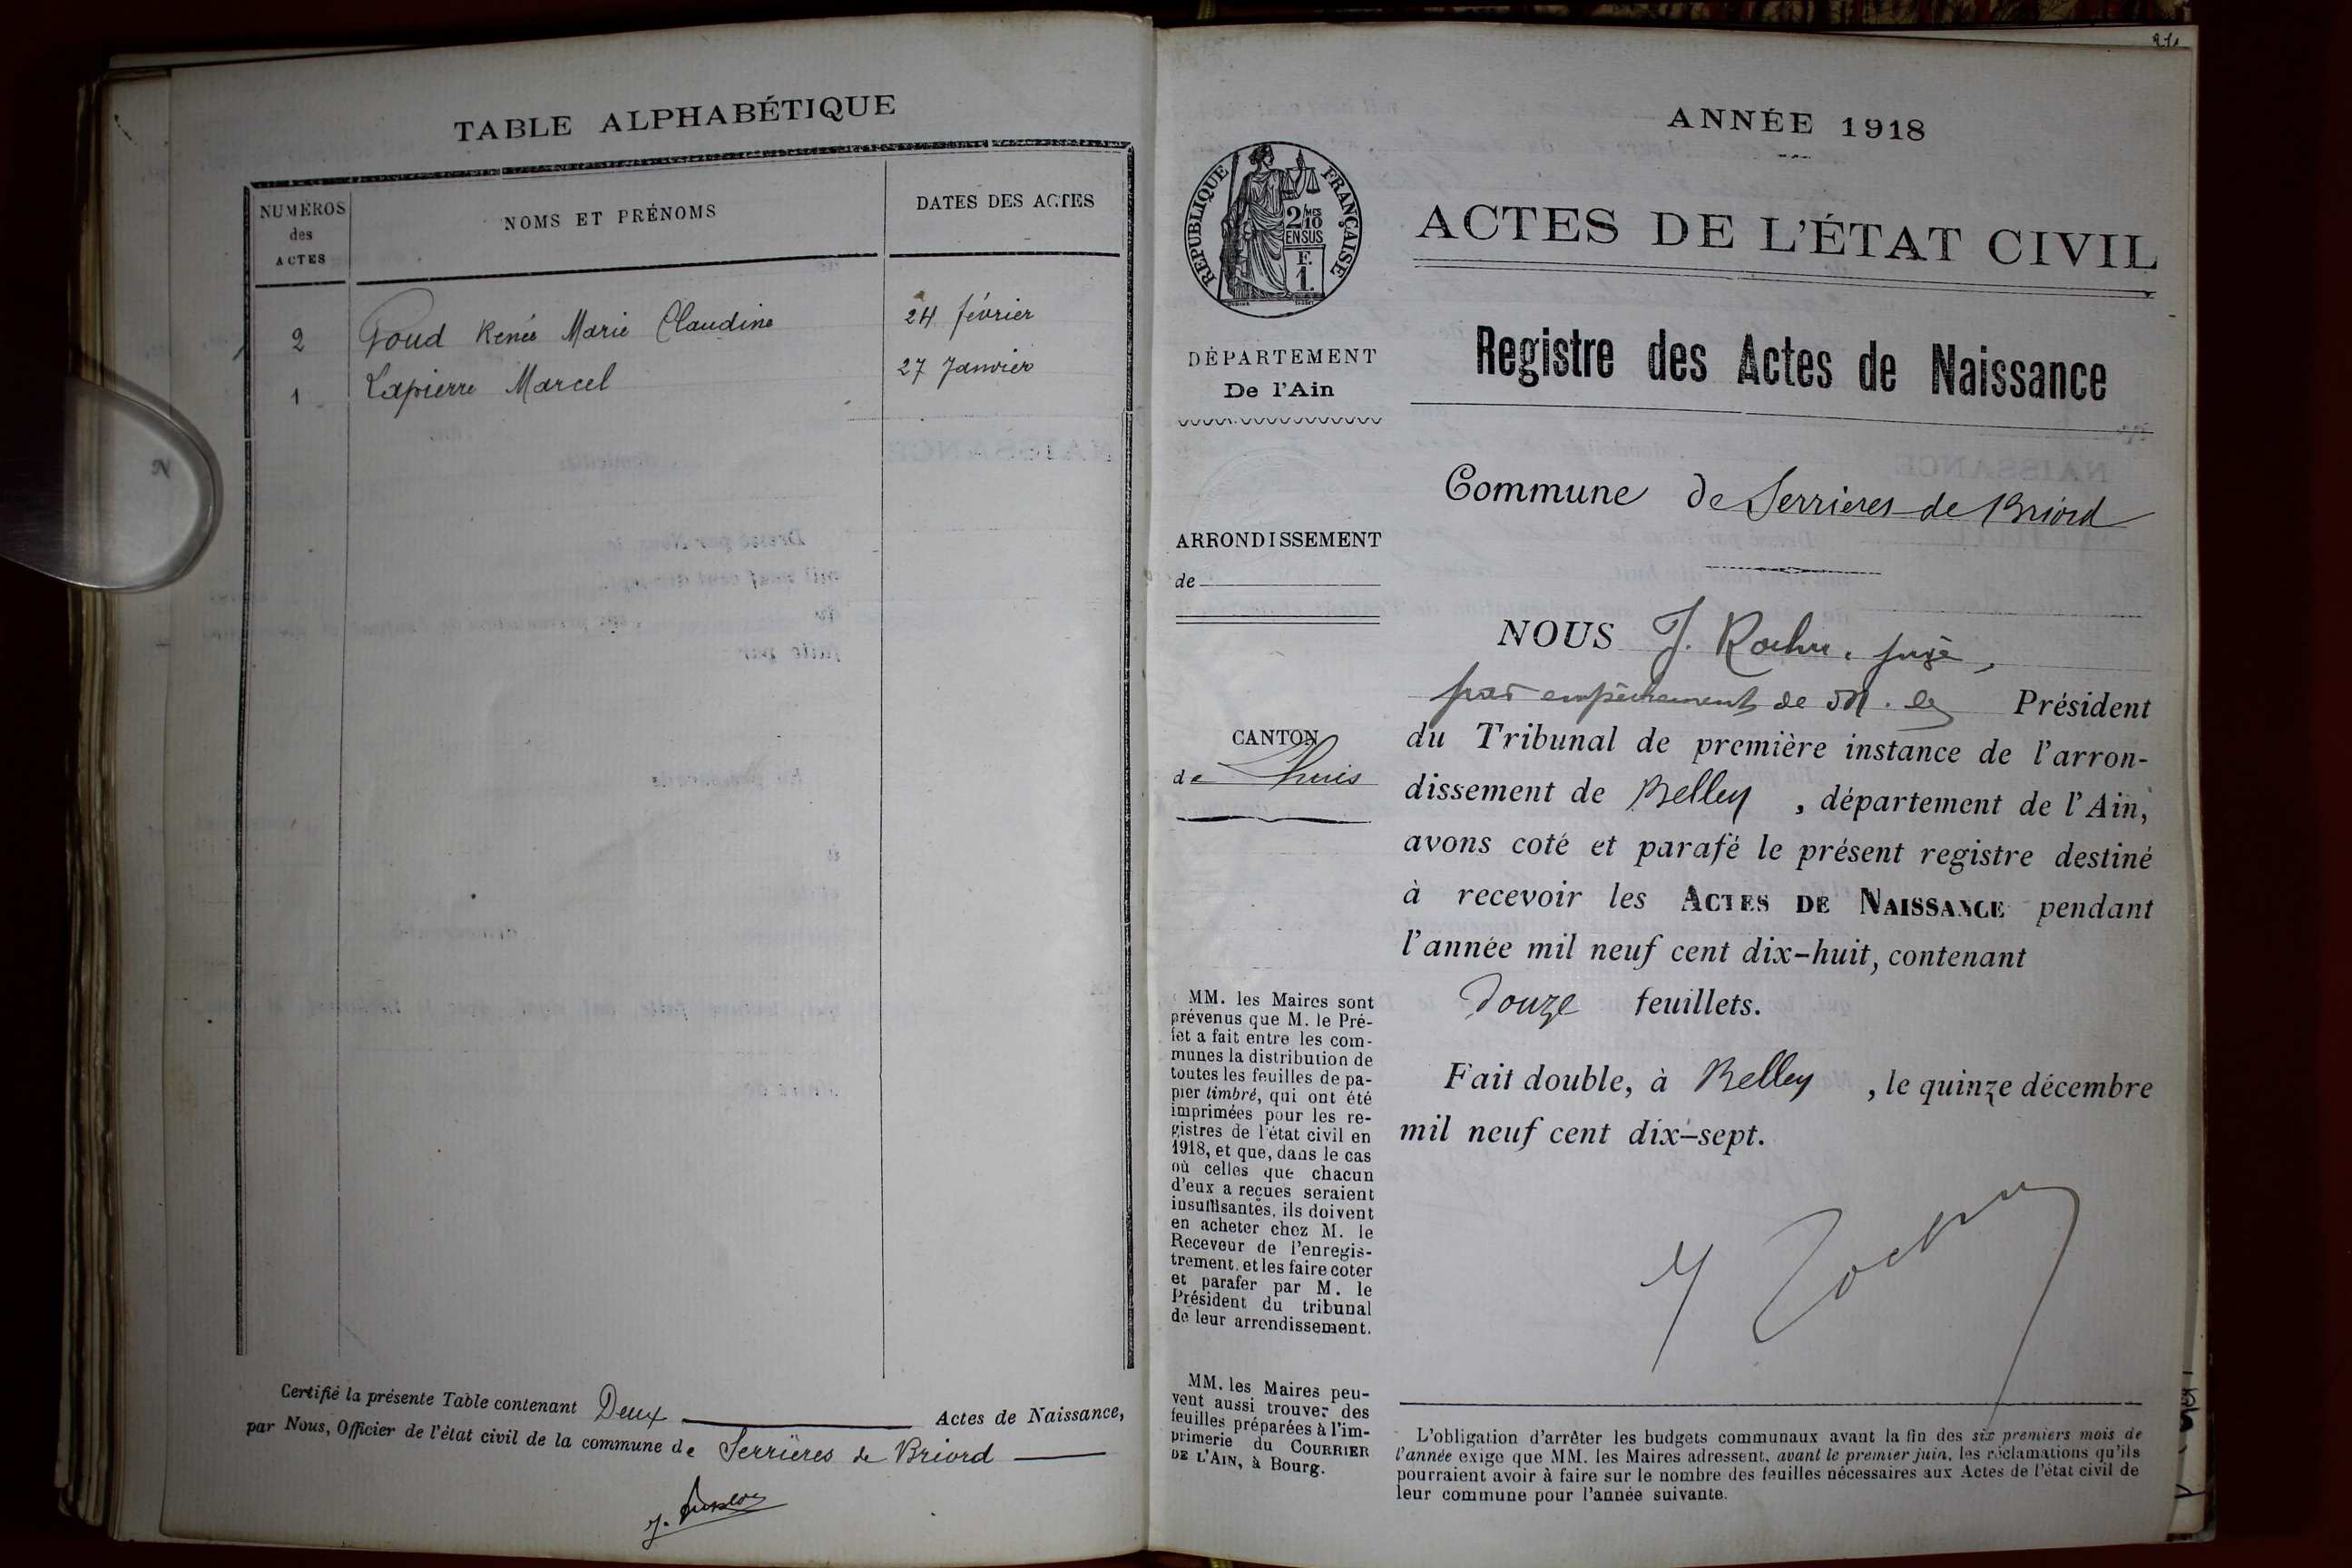 TABLE ALPHABÉTIQUE
NUMÉROS
des
ACTES
NOMS ET PRÉNOMS
DATES DES ACTES
2 Goud Renée Marie Claudine 24 février
1 Lapierre Marcel 27 Janvier
Certifié la présente Table contenant Deux Actes de Naissance,
par Nous, Officier de l'état civil de la commune de Serrières de Briord
ANNÉE 1918
RÉPUBLIQUE FRANÇAISE
2/MES
10
EN SUS
F.
1.
DÉPARTEMENT
De l'Ain
ARRONDISSEMENT
de
CANTON
de Lhuis
MM. les Maires sont
prévenus que M. le Pré-
fet a fait entre les com-
munes la distribution de
toutes les feuilles de pa-
pier timbré, qui ont été
imprimées pour les re-
gistres de l'état civil en
1918, et que, dans le cas
où celles que chacun
d'eux a reçues seraient
insuffisantes, ils doivent
en acheter chez M. le
Receveur de l'enregis-
trement, et les faire coter
et parafer par M. le
Président du tribunal
de leur arrondissement.
MM. les Maires peu-
vent aussi trouver des
feuilles préparées à l'im-
primerie du COURRIER
DE L'AIN, à Bourg.
ACTES DE L'ÉTAT CIVIL
Registre des Actes de Naissance
Commune de Serrieres de Briord
NOUS J. Rochu, juge,
par empêchement de M. le Président
du Tribunal de première instance de l'arron-
dissement de Belley , département de l'Ain,
avons coté et parafé le présent registre destiné
à recevoir les ACTES DE NAISSANCE pendant
l'année mil neuf cent dix-huit, contenant
Douze feuillets.
Fait double, à Belley , le quinze décembre
mil neuf cent dix-sept.
L'obligation d'arrêter les budgets communaux avant la fin des six premiers mois de
l'année exige que MM. les Maires adressent, avant le premier juin, les réclamations qu'ils
pourraient avoir à faire sur le nombre des feuilles nécessaires aux Actes de l'état civil de
leur commune pour l'année suivante.